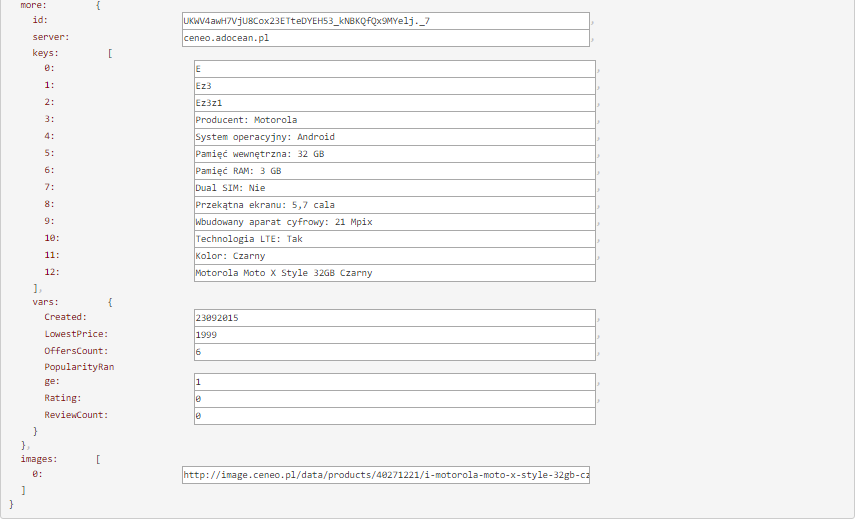 more: {
id: UKWV4awH7VjU8Cox23ETteDYEH53_kNBKQfQx9MYelj._7 ,
server: ceneo.adocean.pl ,
keys: [
0: E ,
1: Ez3 ,
2: Ez3z1 ,
3: Producent: Motorola ,
4: System operacyjny: Android ,
5: Pamięć wewnętrzna: 32 GB ,
6: Pamięć RAM: 3 GB ,
7: Dual SIM: Nie ,
8: Przekątna ekranu: 5,7 cala ,
9: Wbudowany aparat cyfrowy: 21 Mpix ,
10: Technologia LTE: Tak ,
11: Kolor: Czarny ,
12: Motorola Moto X Style 32GB Czarny
],
vars: {
Created: 23092015 ,
LowestPrice: 1999 ,
OffersCount: 6 ,
PopularityRan
ge: 1 ,
Rating: 0 ,
ReviewCount: 0
}
},
images: [
0: http://image.ceneo.pl/data/products/40271221/i-motorola-moto-x-style-32gb-cz
]
}